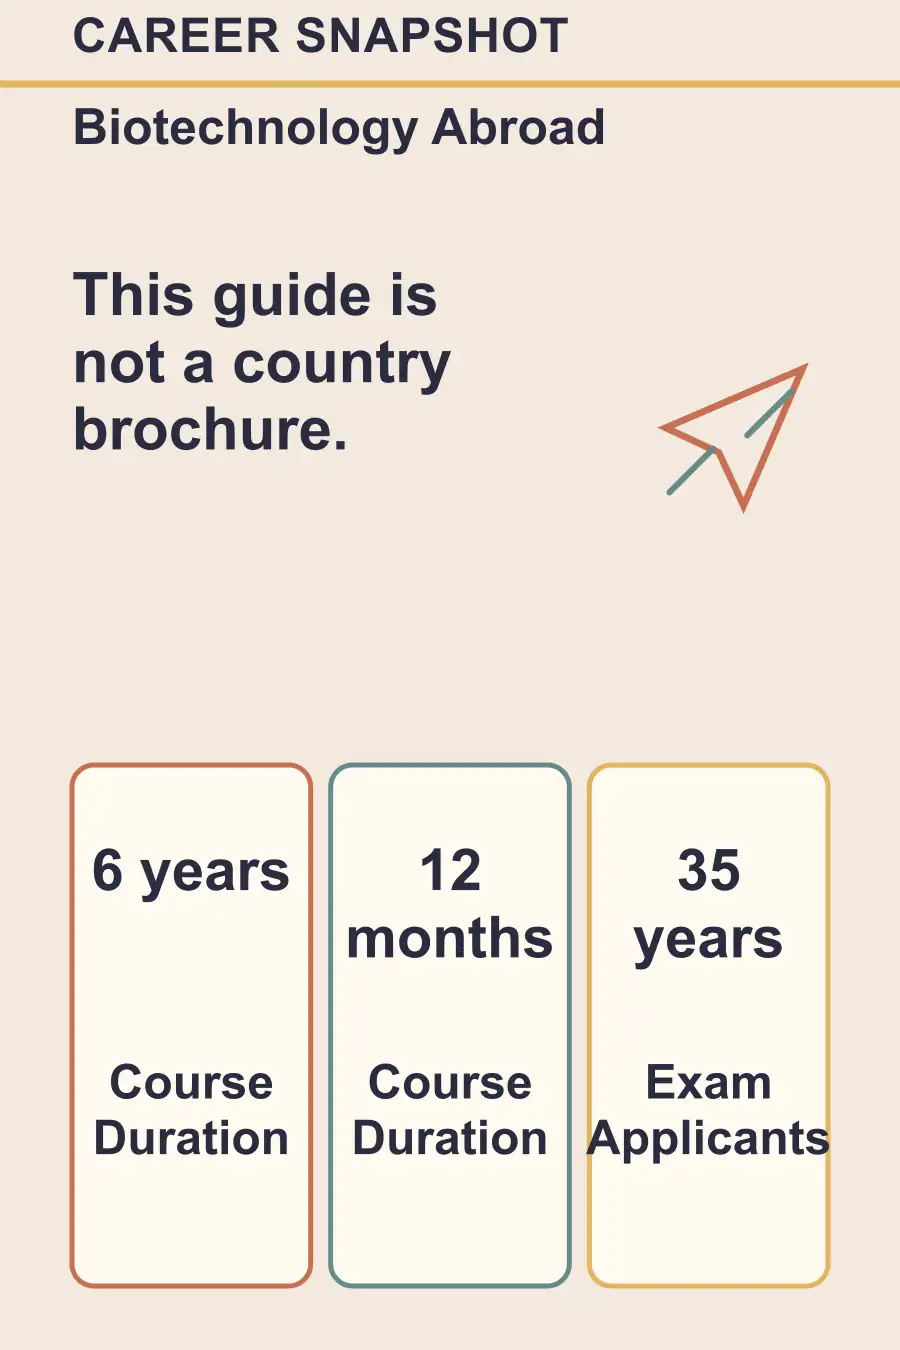 CAREER SNAPSHOT
Biotechnology Abroad
This guide is
not a country
brochure.
6 years
Course
Duration
12
months
Course
Duration
35
years
Exam
Applicants